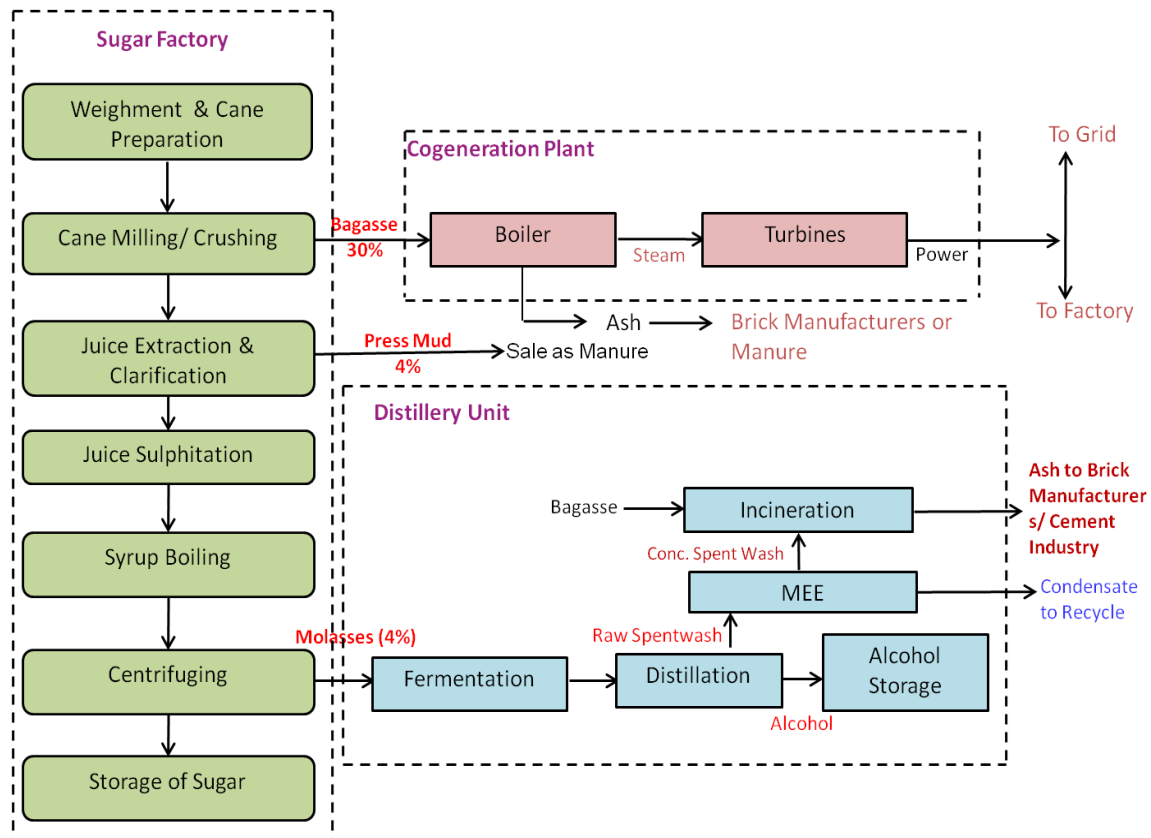 Sugar Factory
Weighment & Cane
Preparation
Cane Milling/ Crushing
Juice Extraction &
Clarification
Juice Sulphitation
Syrup Boiling
Centrifuging
Storage of Sugar
Bagasse
30%
Press Mud
4%
Molasses (4%)
Cogeneration Plant
Boiler
Steam
Turbines
Power
To Grid
To Factory
Ash
Brick Manufacturers or
Manure
Sale as Manure
Distillery Unit
Bagasse
Incineration
Ash to Brick
Manufacturer
s/ Cement
Industry
Conc. Spent Wash
MEE
Condensate
to Recycle
Raw Spentwash
Fermentation
Distillation
Alcohol
Alcohol
Storage